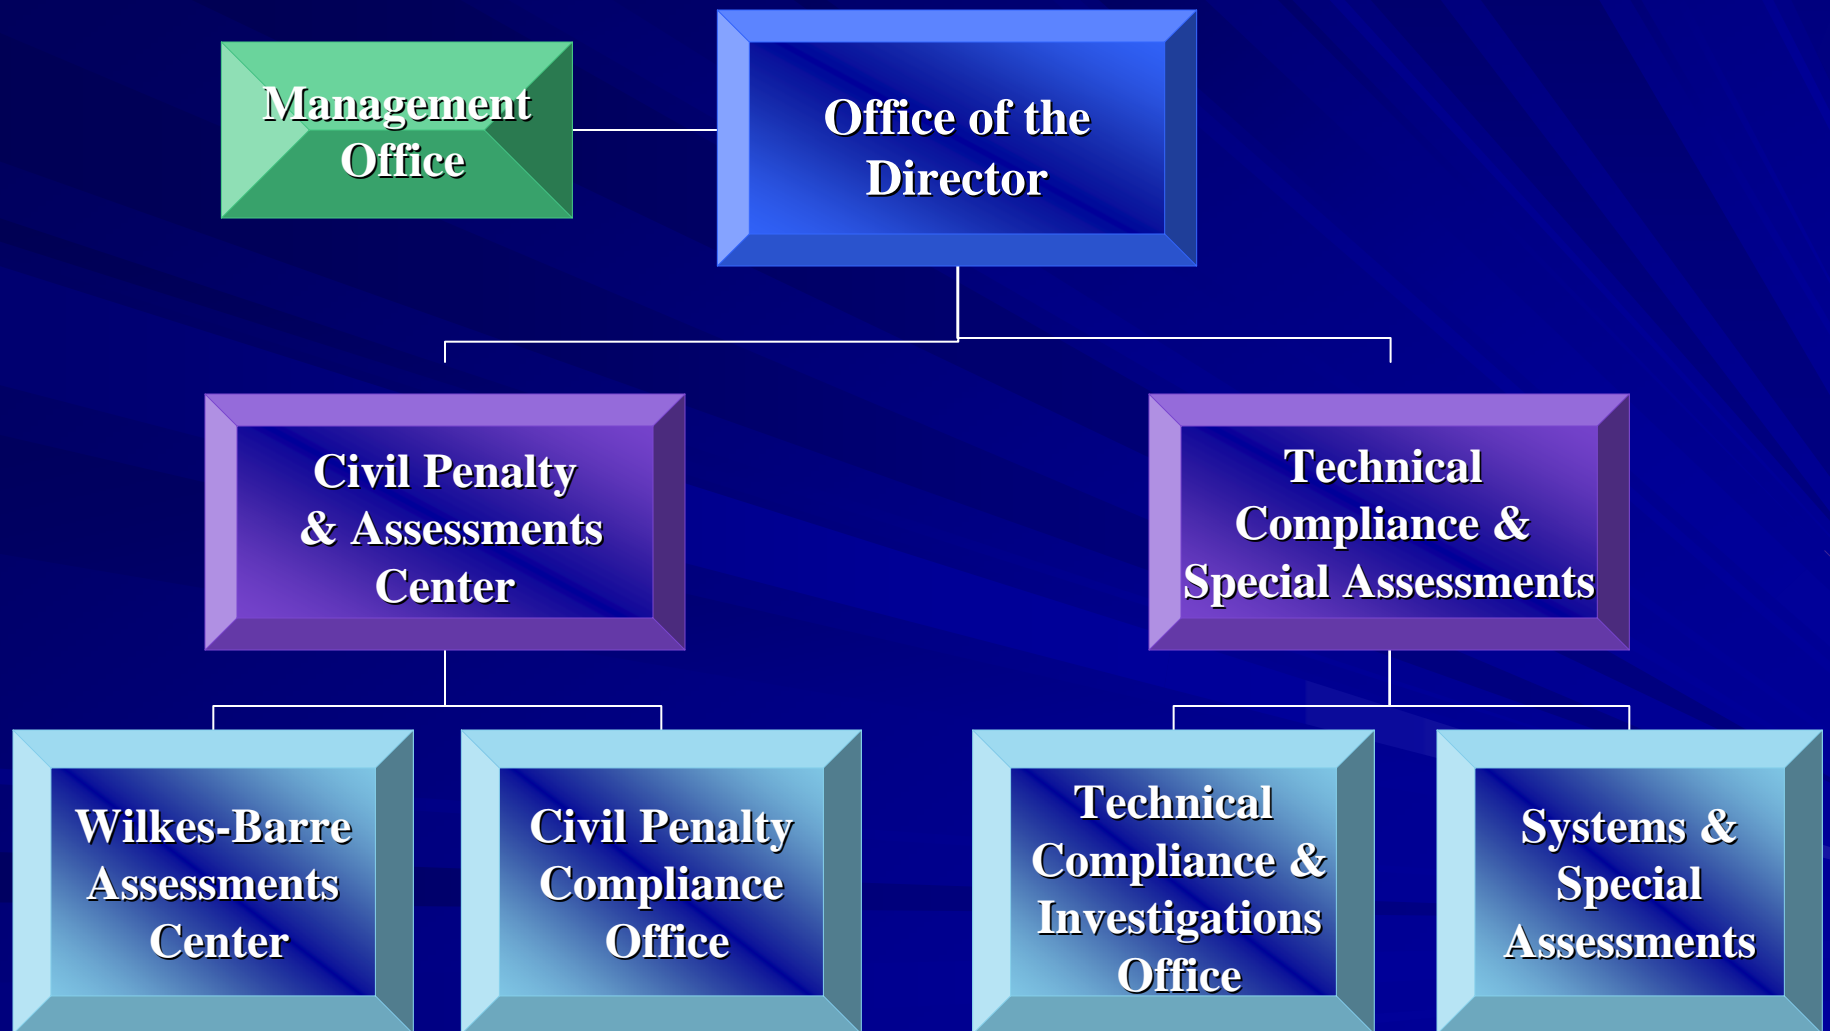 Management
Office
Office of the
Director
Civil Penalty
& Assessments
Center
Technical
Compliance &
Special Assessments
Wilkes-Barre
Assessments
Center
Civil Penalty
Compliance
Office
Technical
Compliance &
Investigations
Office
Systems &
Special
Assessments